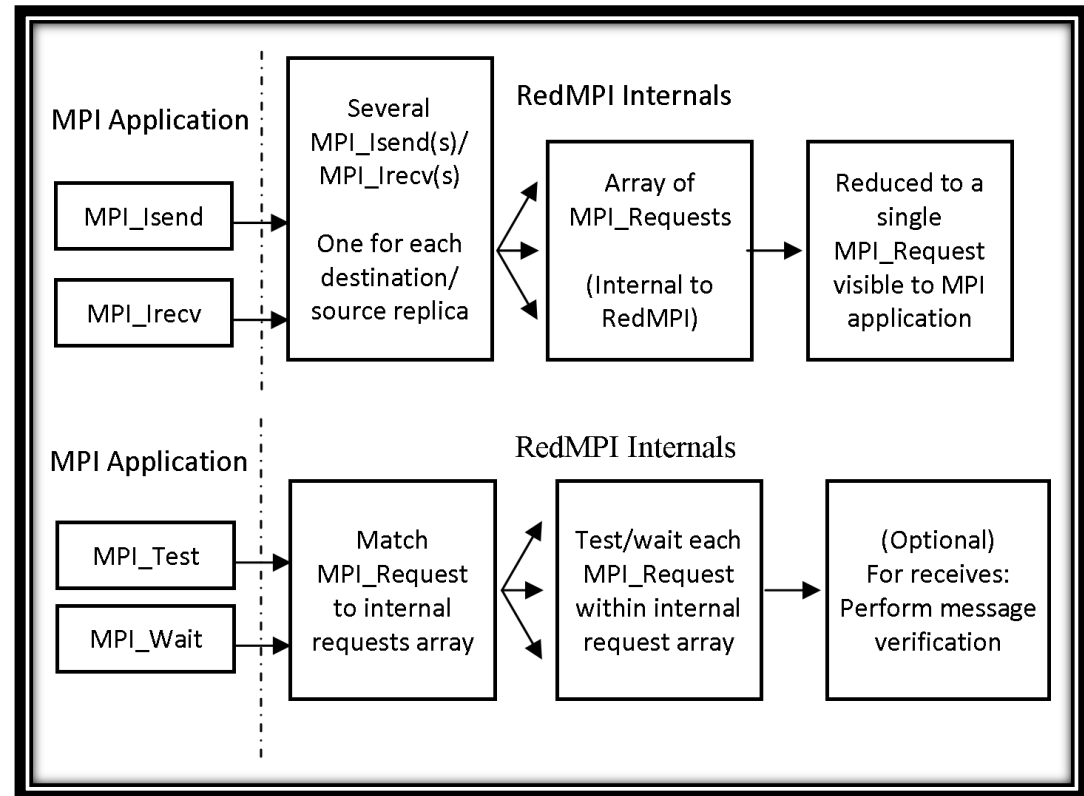 MPI Application
MPI_Isend
MPI_Irecv
Several
MPI_Isend(s)/
MPI_Irecv(s)
One for each
destination/
source replica
RedMPI Internals
Array of
MPI_Requests
(Internal to
RedMPI)
Reduced to a
single
MPI_Request
visible to MPI
application
MPI Application
MPI_Test
MPI_Wait
RedMPI Internals
Match
MPI_Request
to internal
requests array
Test/wait each
MPI_Request
within internal
request array
(Optional)
For receives:
Perform message
verification